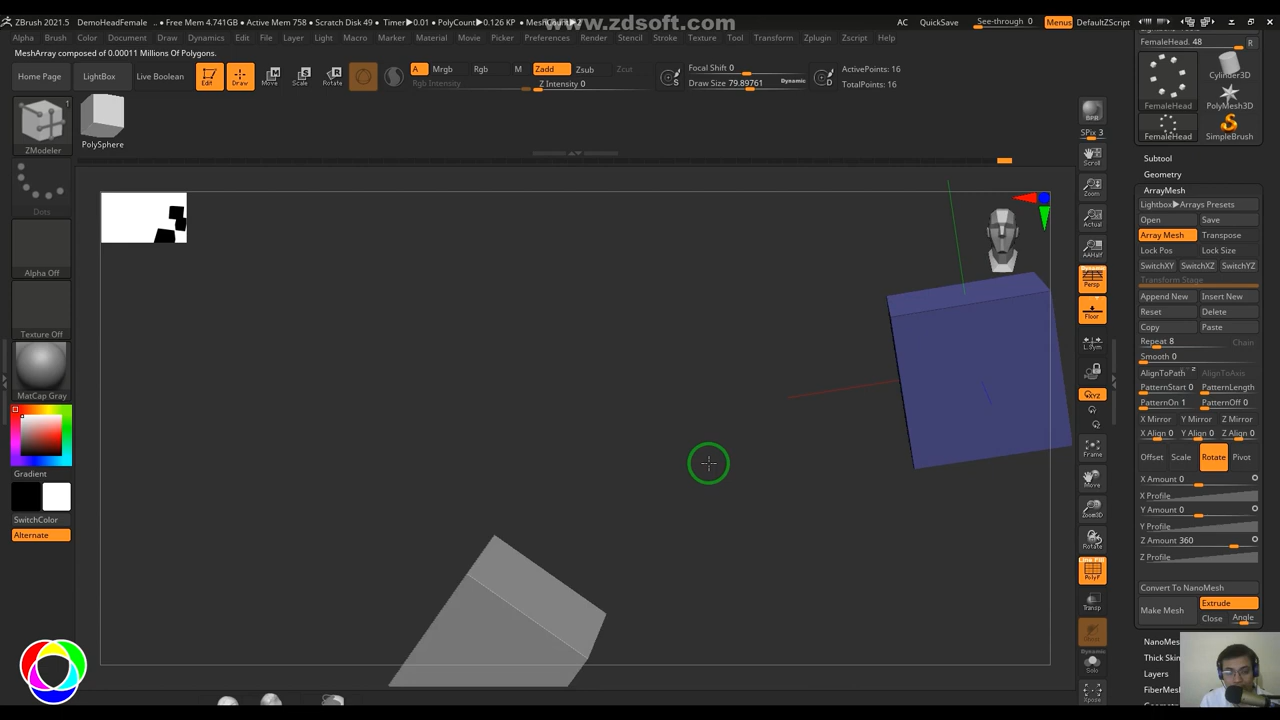 ZBrush 2021.5 DemoHeadFemale • Free Mem 4.741GB • Active Mem 758 • Scratch Disk 49 • Timer▶0.01 • PolyCount▶0.126 KP • AC QuickSave See-through 0 Menus DefaultZScript
www.zdsoft.com
Alpha Brush Color Document Draw Dynamics Edit File Layer Light Macro Marker Material Movie Picker Preferences Render Stencil Stroke Texture Tool Transform Zplugin Zscript Help
MeshArray composed of 0.00011 Millions Of Polygons.
Home Page LightBox Live Boolean Edit Draw Move Scale Rotate
A Mrgb Rgb M Zadd Zsub Zcut
Rgb Intensity Z Intensity 0
Focal Shift 0
Draw Size 79.89761 Dynamic
ActivePoints: 16
TotalPoints: 16
ZModeler
1
PolySphere
Dots
Alpha Off
Texture Off
MatCap Gray
Gradient
SwitchColor
Alternate
BPR
SPix 3
Scroll
Zoom
Actual
AAHalf
Persp
Floor
L.Sym
XYZ
Frame
Move
Zoom3D
Rotate
Line Fill
PolyF
Transp
Dynamic
Solo
Xpose
FemaleHead. 48 R
Cylinder3D
FemaleHead PolyMesh3D
FemaleHead SimpleBrush
Subtool
Geometry
ArrayMesh
Lightbox▶Arrays Presets
Open Save
Array Mesh Transpose
Lock Pos Lock Size
SwitchXY SwitchXZ SwitchYZ
Transform Stage
Append New Insert New
Reset Delete
Copy Paste
Repeat 8 Chain
Smooth 0
AlignToPath AlignToAxis
PatternStart 0 PatternLength
PatternOn 1 PatternOff 0
X Mirror Y Mirror Z Mirror
X Align 0 Y Align 0 Z Align 0
Offset Scale Rotate Pivot
X Amount 0
X Profile
Y Amount 0
Y Profile
Z Amount 360
Z Profile
Convert To NanoMesh
Make Mesh Extrude
Close Angle
NanoMes
Thick Skin
Layers
FiberMes